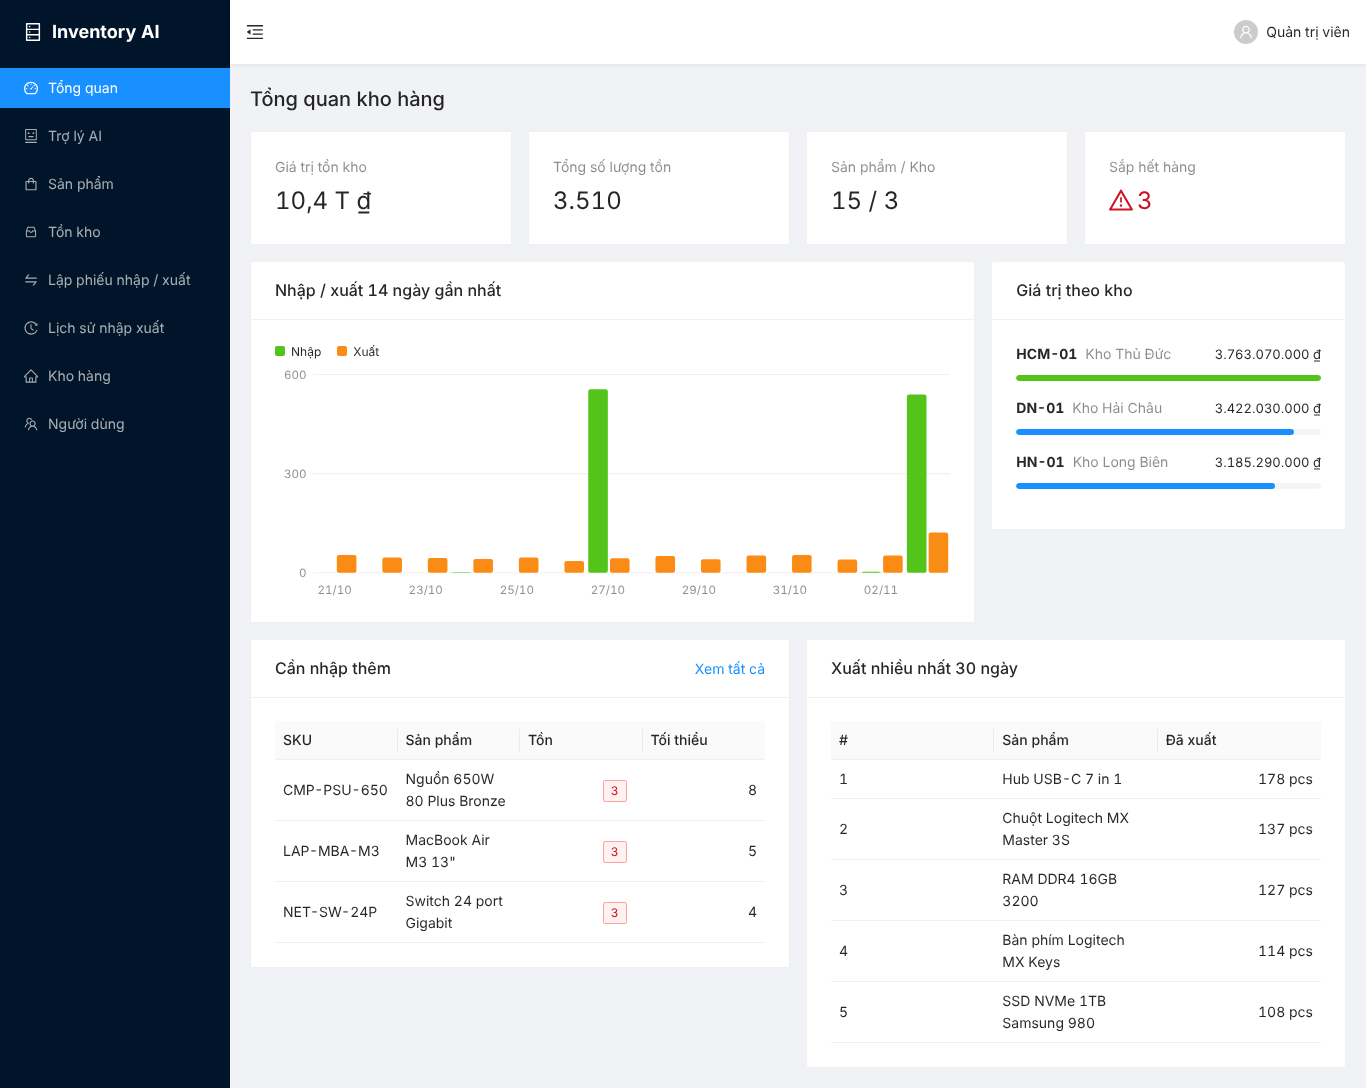 Inventory AI
Quản trị viên
Tổng quan
Trợ lý AI
Sản phẩm
Tồn kho
Lập phiếu nhập / xuất
Lịch sử nhập xuất
Kho hàng
Người dùng
Tổng quan kho hàng
Giá trị tồn kho
10,4 T ₫
Tổng số lượng tồn
3.510
Sản phẩm / Kho
15 / 3
Sắp hết hàng
3
Nhập / xuất 14 ngày gần nhất
Nhập Xuất
600
300
0
21/10 23/10 25/10 27/10 29/10 31/10 02/11
Giá trị theo kho
HCM-01 Kho Thủ Đức 3.763.070.000 ₫
DN-01 Kho Hải Châu 3.422.030.000 ₫
HN-01 Kho Long Biên 3.185.290.000 ₫
Cần nhập thêm Xem tất cả
SKU Sản phẩm Tồn Tối thiểu
CMP-PSU-650 Nguồn 650W 3 8
80 Plus Bronze
LAP-MBA-M3 MacBook Air 3 5
M3 13"
NET-SW-24P Switch 24 port 3 4
Gigabit
Xuất nhiều nhất 30 ngày
# Sản phẩm Đã xuất
1 Hub USB-C 7 in 1 178 pcs
2 Chuột Logitech MX 137 pcs
Master 3S
3 RAM DDR4 16GB 127 pcs
3200
4 Bàn phím Logitech 114 pcs
MX Keys
5 SSD NVMe 1TB 108 pcs
Samsung 980